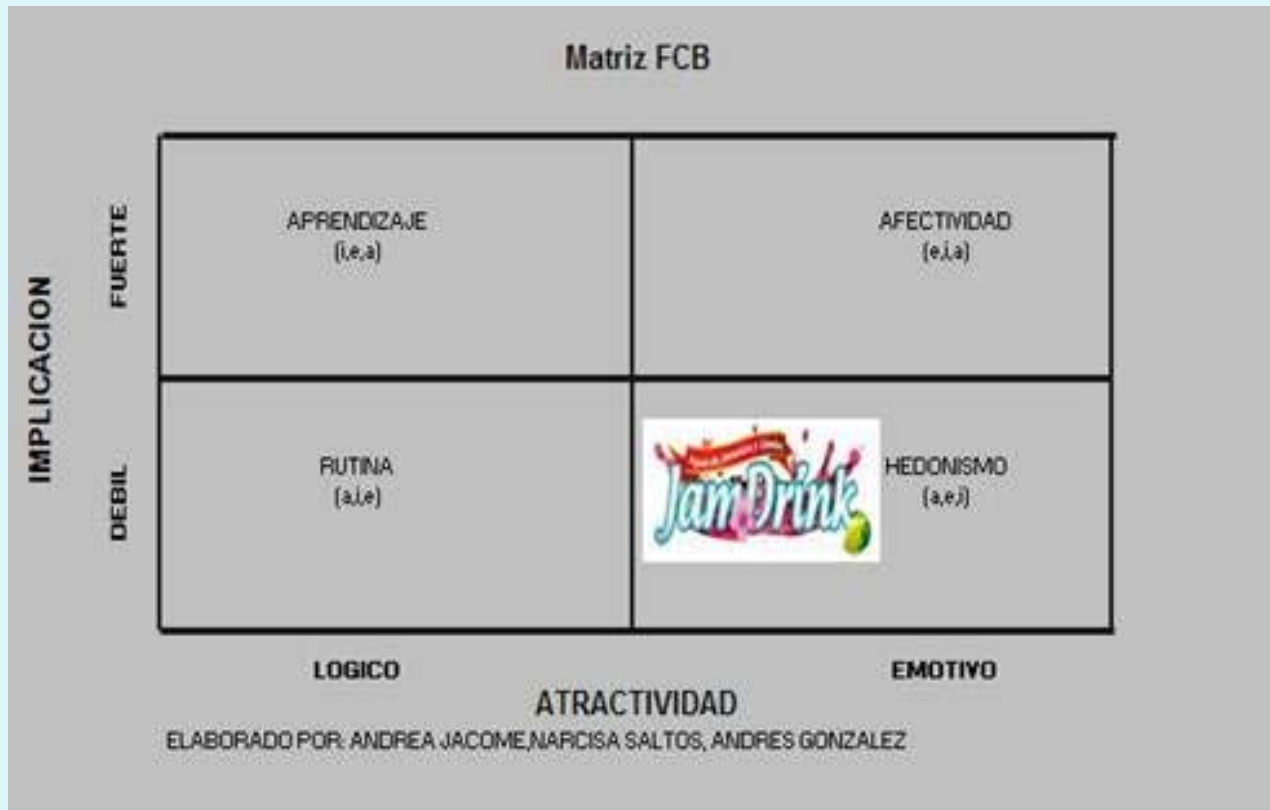 Matriz FCB
IMPLICACION
FUERTE
APRENDIZAJE
(i,e,a)
AFECTIVIDAD
(e,i,a)
DEBIL
RUTINA
(a,i,e)
Jam Drink
HEDONISMO
(a,e,i)
LOGICO
EMOTIVO
ATRACTIVIDAD
ELABORADO POR: ANDREA JACOME,NARCISA SALTOS, ANDRES GONZALEZ